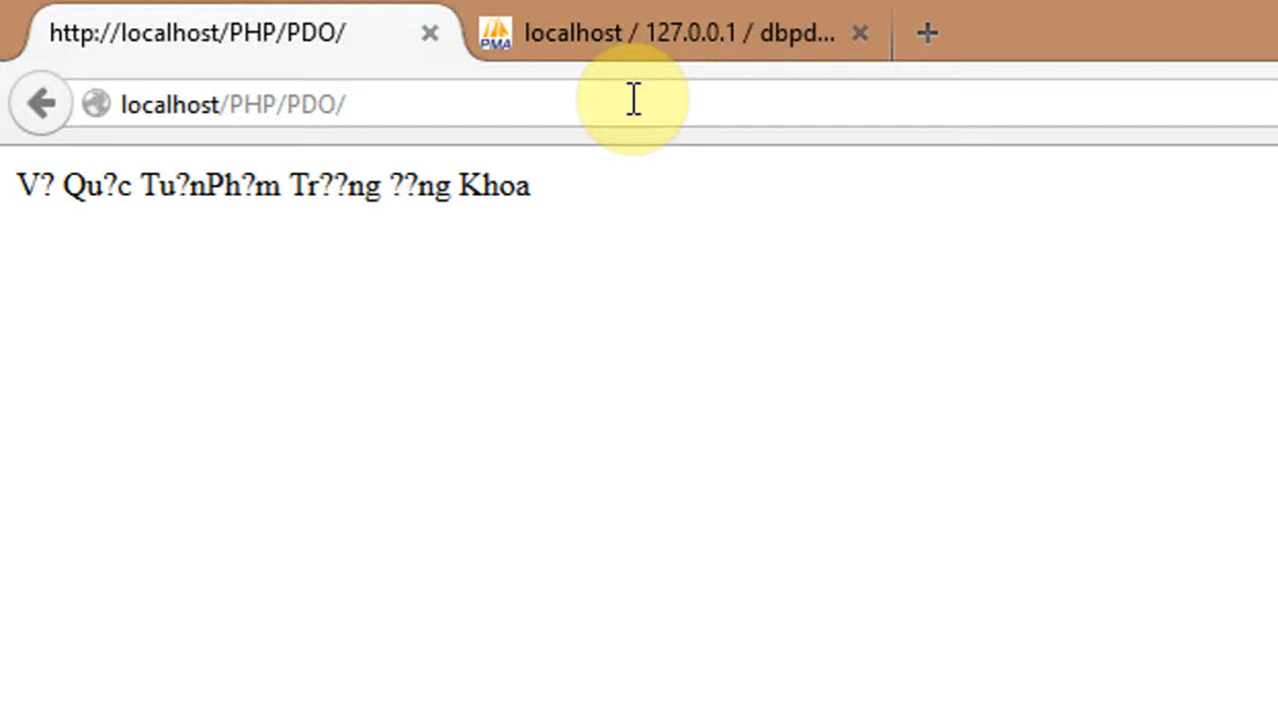 http://localhost/PHP/PDO/
localhost / 127.0.0.1 / dbpd...
PMA
localhost/PHP/PDO/
V? Qu?c Tu?nPh?m Tr??ng ??ng Khoa